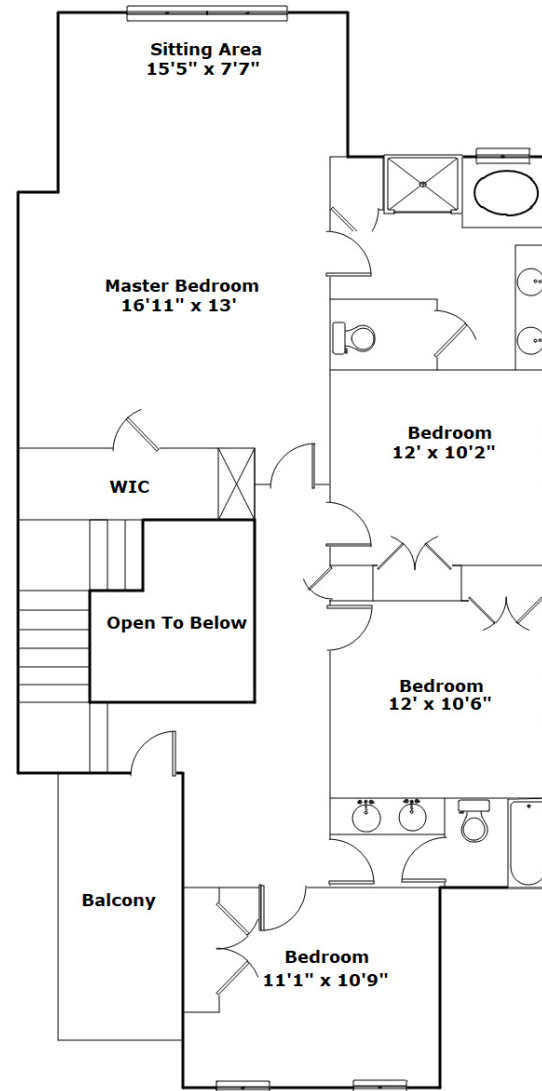 Sitting Area
15'5" x 7'7"
Master Bedroom
16'11" x 13'
Bedroom
12' x 10'2"
WIC
Open To Below
Bedroom
12' x 10'6"
Balcony
Bedroom
11'1" x 10'9"